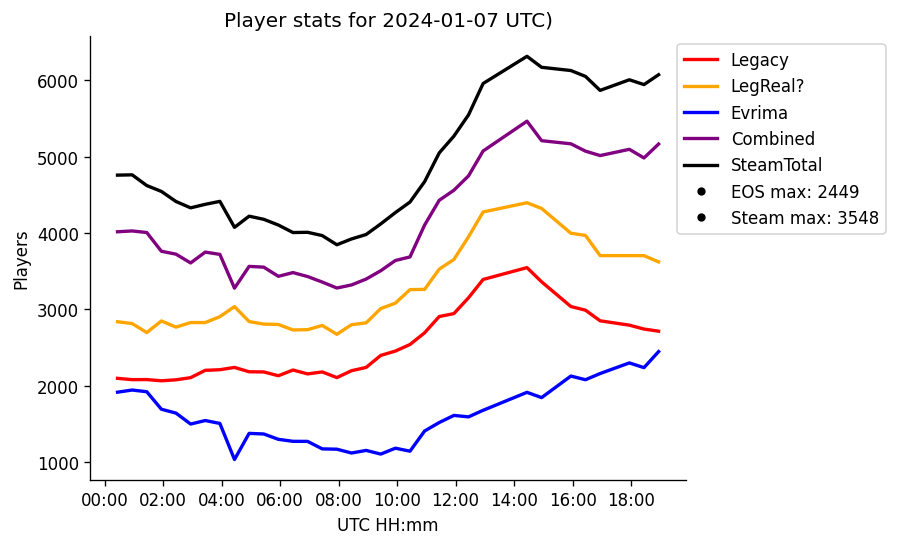 Player stats for 2024-01-07 UTC)
Legacy
LegReal?
Evrima
Combined
SteamTotal
EOS max: 2449
Steam max: 3548
Players
6000
5000
4000
3000
2000
1000
00:00 02:00 04:00 06:00 08:00 10:00 12:00 14:00 16:00 18:00
UTC HH:mm